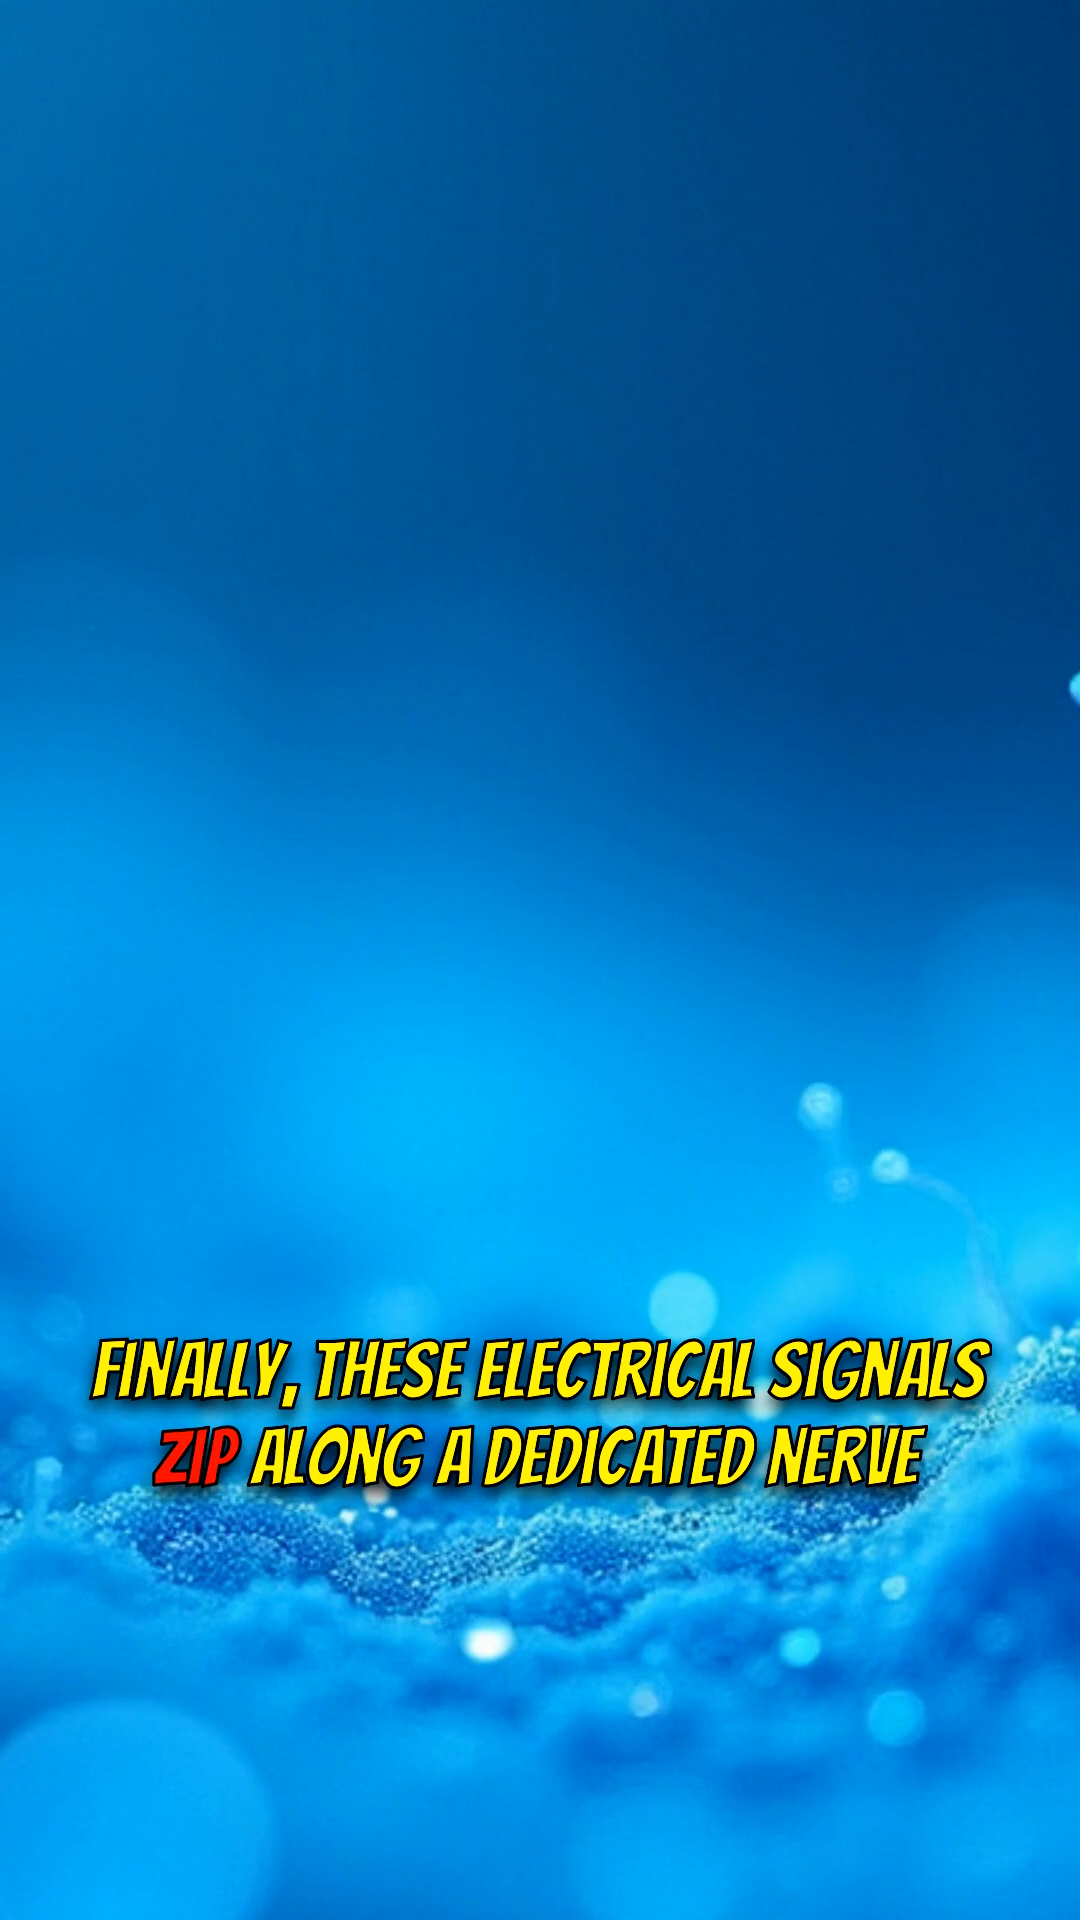 FINALLY, THESE ELECTRICAL SIGNALS
ZIP ALONG A DEDICATED NERVE